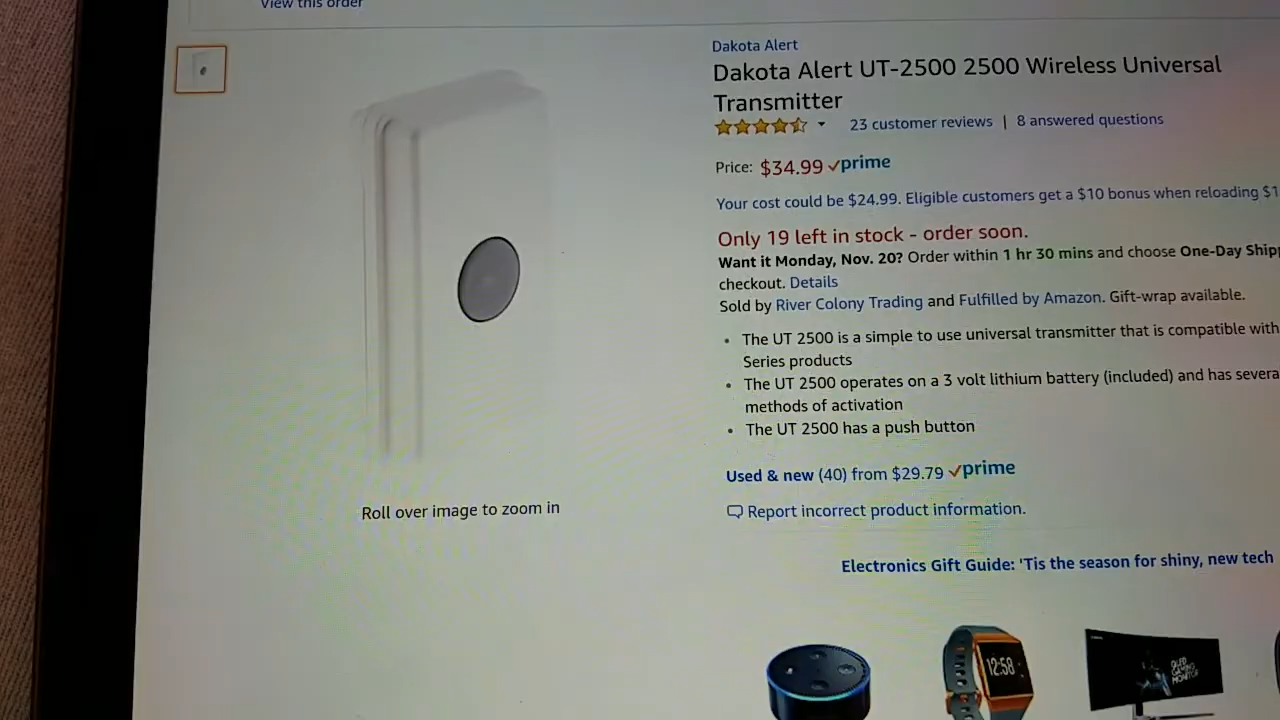 View this order
Dakota Alert
Dakota Alert UT-2500 2500 Wireless Universal
Transmitter
23 customer reviews | 8 answered questions
Price: $34.99 prime
Your cost could be $24.99. Eligible customers get a $10 bonus when reloading $1
Only 19 left in stock - order soon.
Want it Monday, Nov. 20? Order within 1 hr 30 mins and choose One-Day Shipp
checkout. Details
Sold by River Colony Trading and Fulfilled by Amazon. Gift-wrap available.
• The UT 2500 is a simple to use universal transmitter that is compatible with
Series products
• The UT 2500 operates on a 3 volt lithium battery (included) and has severa
methods of activation
• The UT 2500 has a push button
Used & new (40) from $29.79 prime
Report incorrect product information.
Roll over image to zoom in
Electronics Gift Guide: 'Tis the season for shiny, new tech
12:58
QLED
GAMING
MONITOR